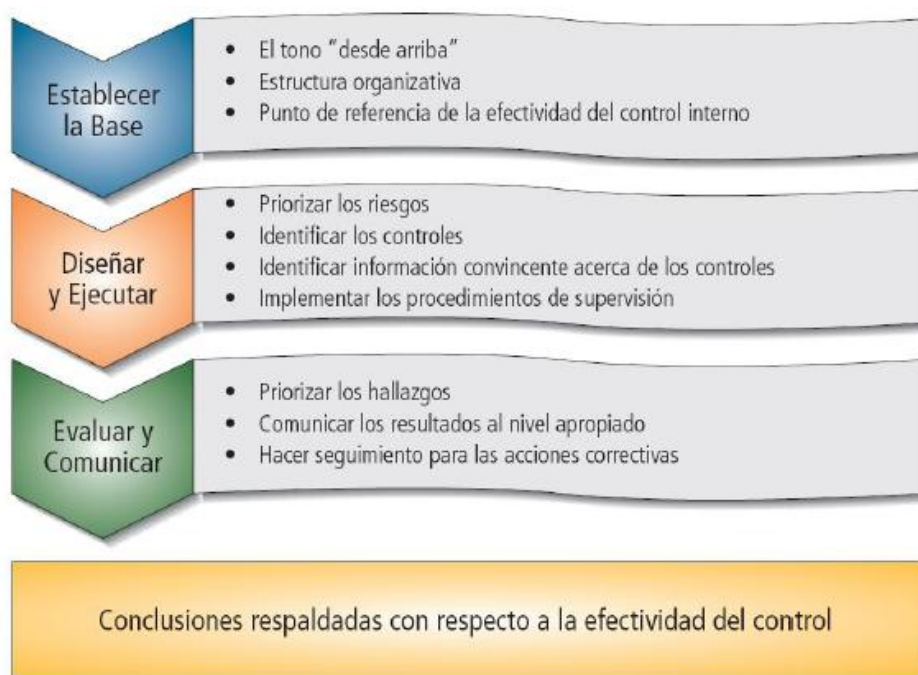 Establecer
la Base
• El tono “desde arriba”
• Estructura organizativa
• Punto de referencia de la efectividad del control interno
Diseñar
y Ejecutar
• Priorizar los riesgos
• Identificar los controles
• Identificar información convincente acerca de los controles
• Implementar los procedimientos de supervisión
Evaluar y
Comunicar
• Priorizar los hallazgos
• Comunicar los resultados al nivel apropiado
• Hacer seguimiento para las acciones correctivas
Conclusiones respaldadas con respecto a la efectividad del control